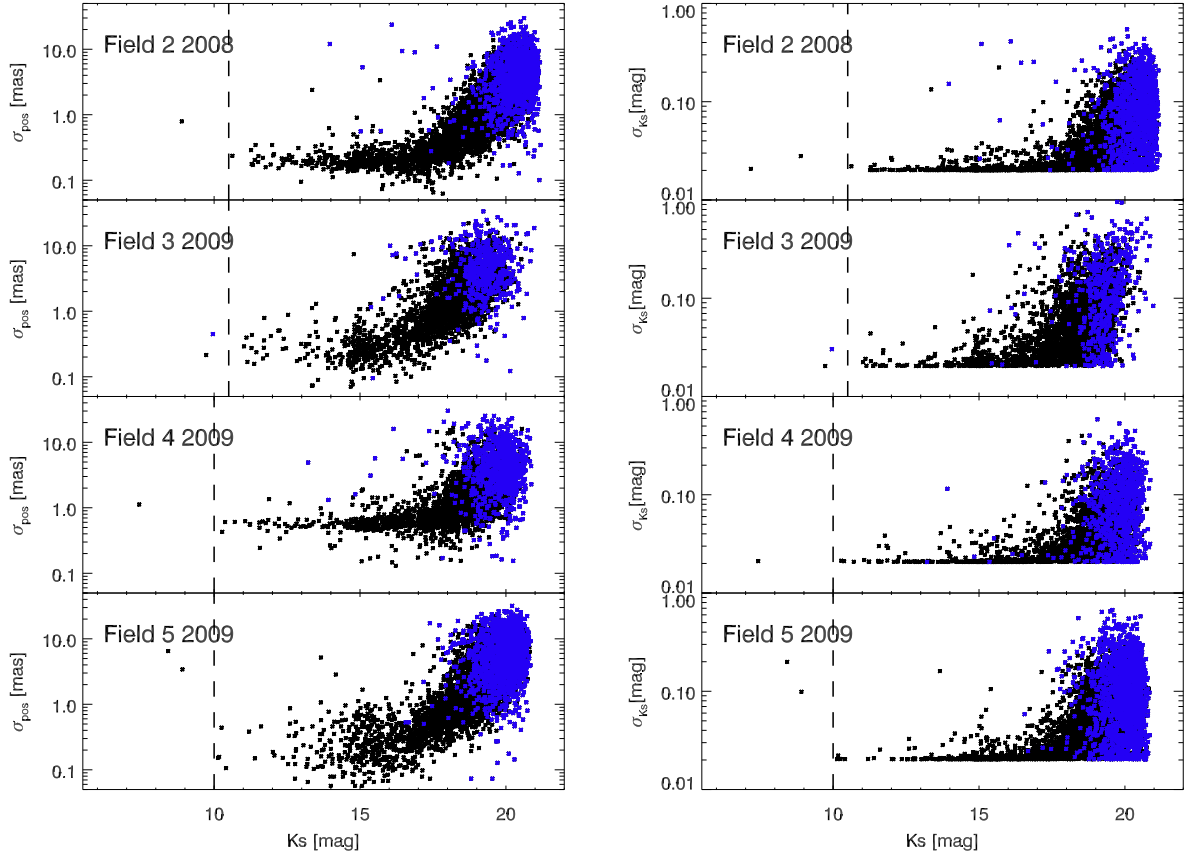 Field 2 2008
10.0
1.0
0.1
σpos [mas]
Field 3 2009
10.0
1.0
0.1
σpos [mas]
Field 4 2009
10.0
1.0
0.1
σpos [mas]
Field 5 2009
10.0
1.0
0.1
σpos [mas]
10
15
20
Ks [mag]
Field 2 2008
1.00
0.10
0.01
σKs [mag]
Field 3 2009
1.00
0.10
0.01
σKs [mag]
Field 4 2009
1.00
0.10
0.01
σKs [mag]
Field 5 2009
1.00
0.10
0.01
σKs [mag]
10
15
20
Ks [mag]